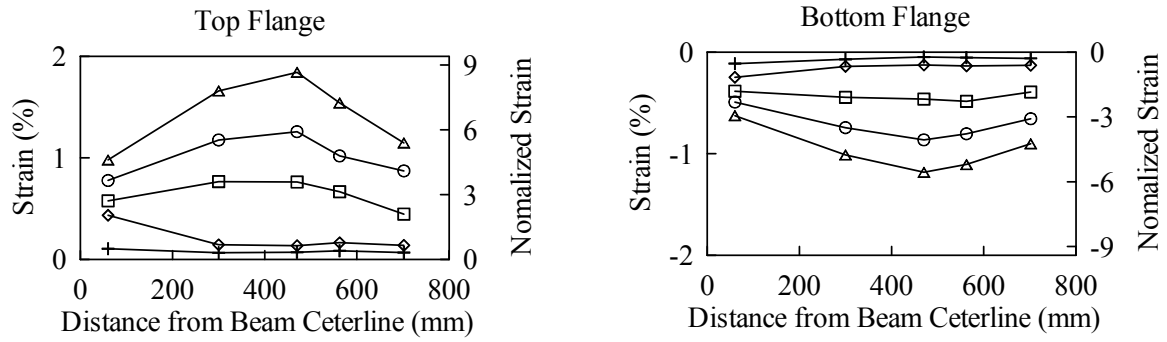 Top Flange
2
1
0
Strain (%)
9
6
3
0
Nomalized Strain
0 200 400 600 800
Distance from Beam Ceterline (mm)
Bottom Flange
0
-1
-2
Strain (%)
0
-3
-6
-9
Nomalized Strain
0 200 400 600 800
Distance from Beam Ceterline (mm)